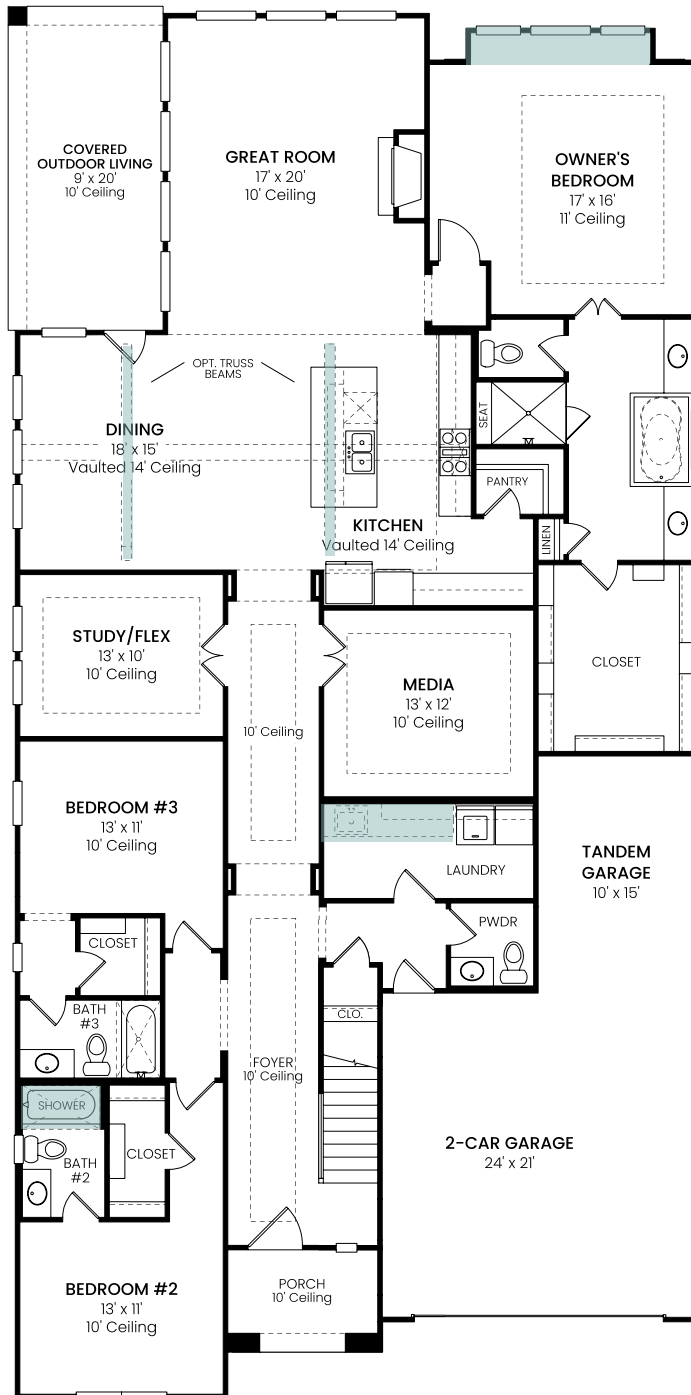 COVERED
OUTDOOR LIVING
9' x 20'
10' Ceiling
GREAT ROOM
17' x 20'
10' Ceiling
OWNER'S
BEDROOM
17' x 16'
11' Ceiling
OPT. TRUSS
BEAMS
DINING
18' x 15'
Vaulted 14' Ceiling
SEAT
PANTRY
KITCHEN
Vaulted 14' Ceiling
LINEN
STUDY/FLEX
13' x 10'
10' Ceiling
10' Ceiling
MEDIA
13' x 12'
10' Ceiling
CLOSET
BEDROOM #3
13' x 11'
10' Ceiling
LAUNDRY
TANDEM
GARAGE
10' x 15'
CLOSET
PWDR
BATH
#3
CLO.
FOYER
10' Ceiling
SHOWER
BATH
#2
CLOSET
2-CAR GARAGE
24' x 21'
BEDROOM #2
13' x 11'
10' Ceiling
PORCH
10' Ceiling